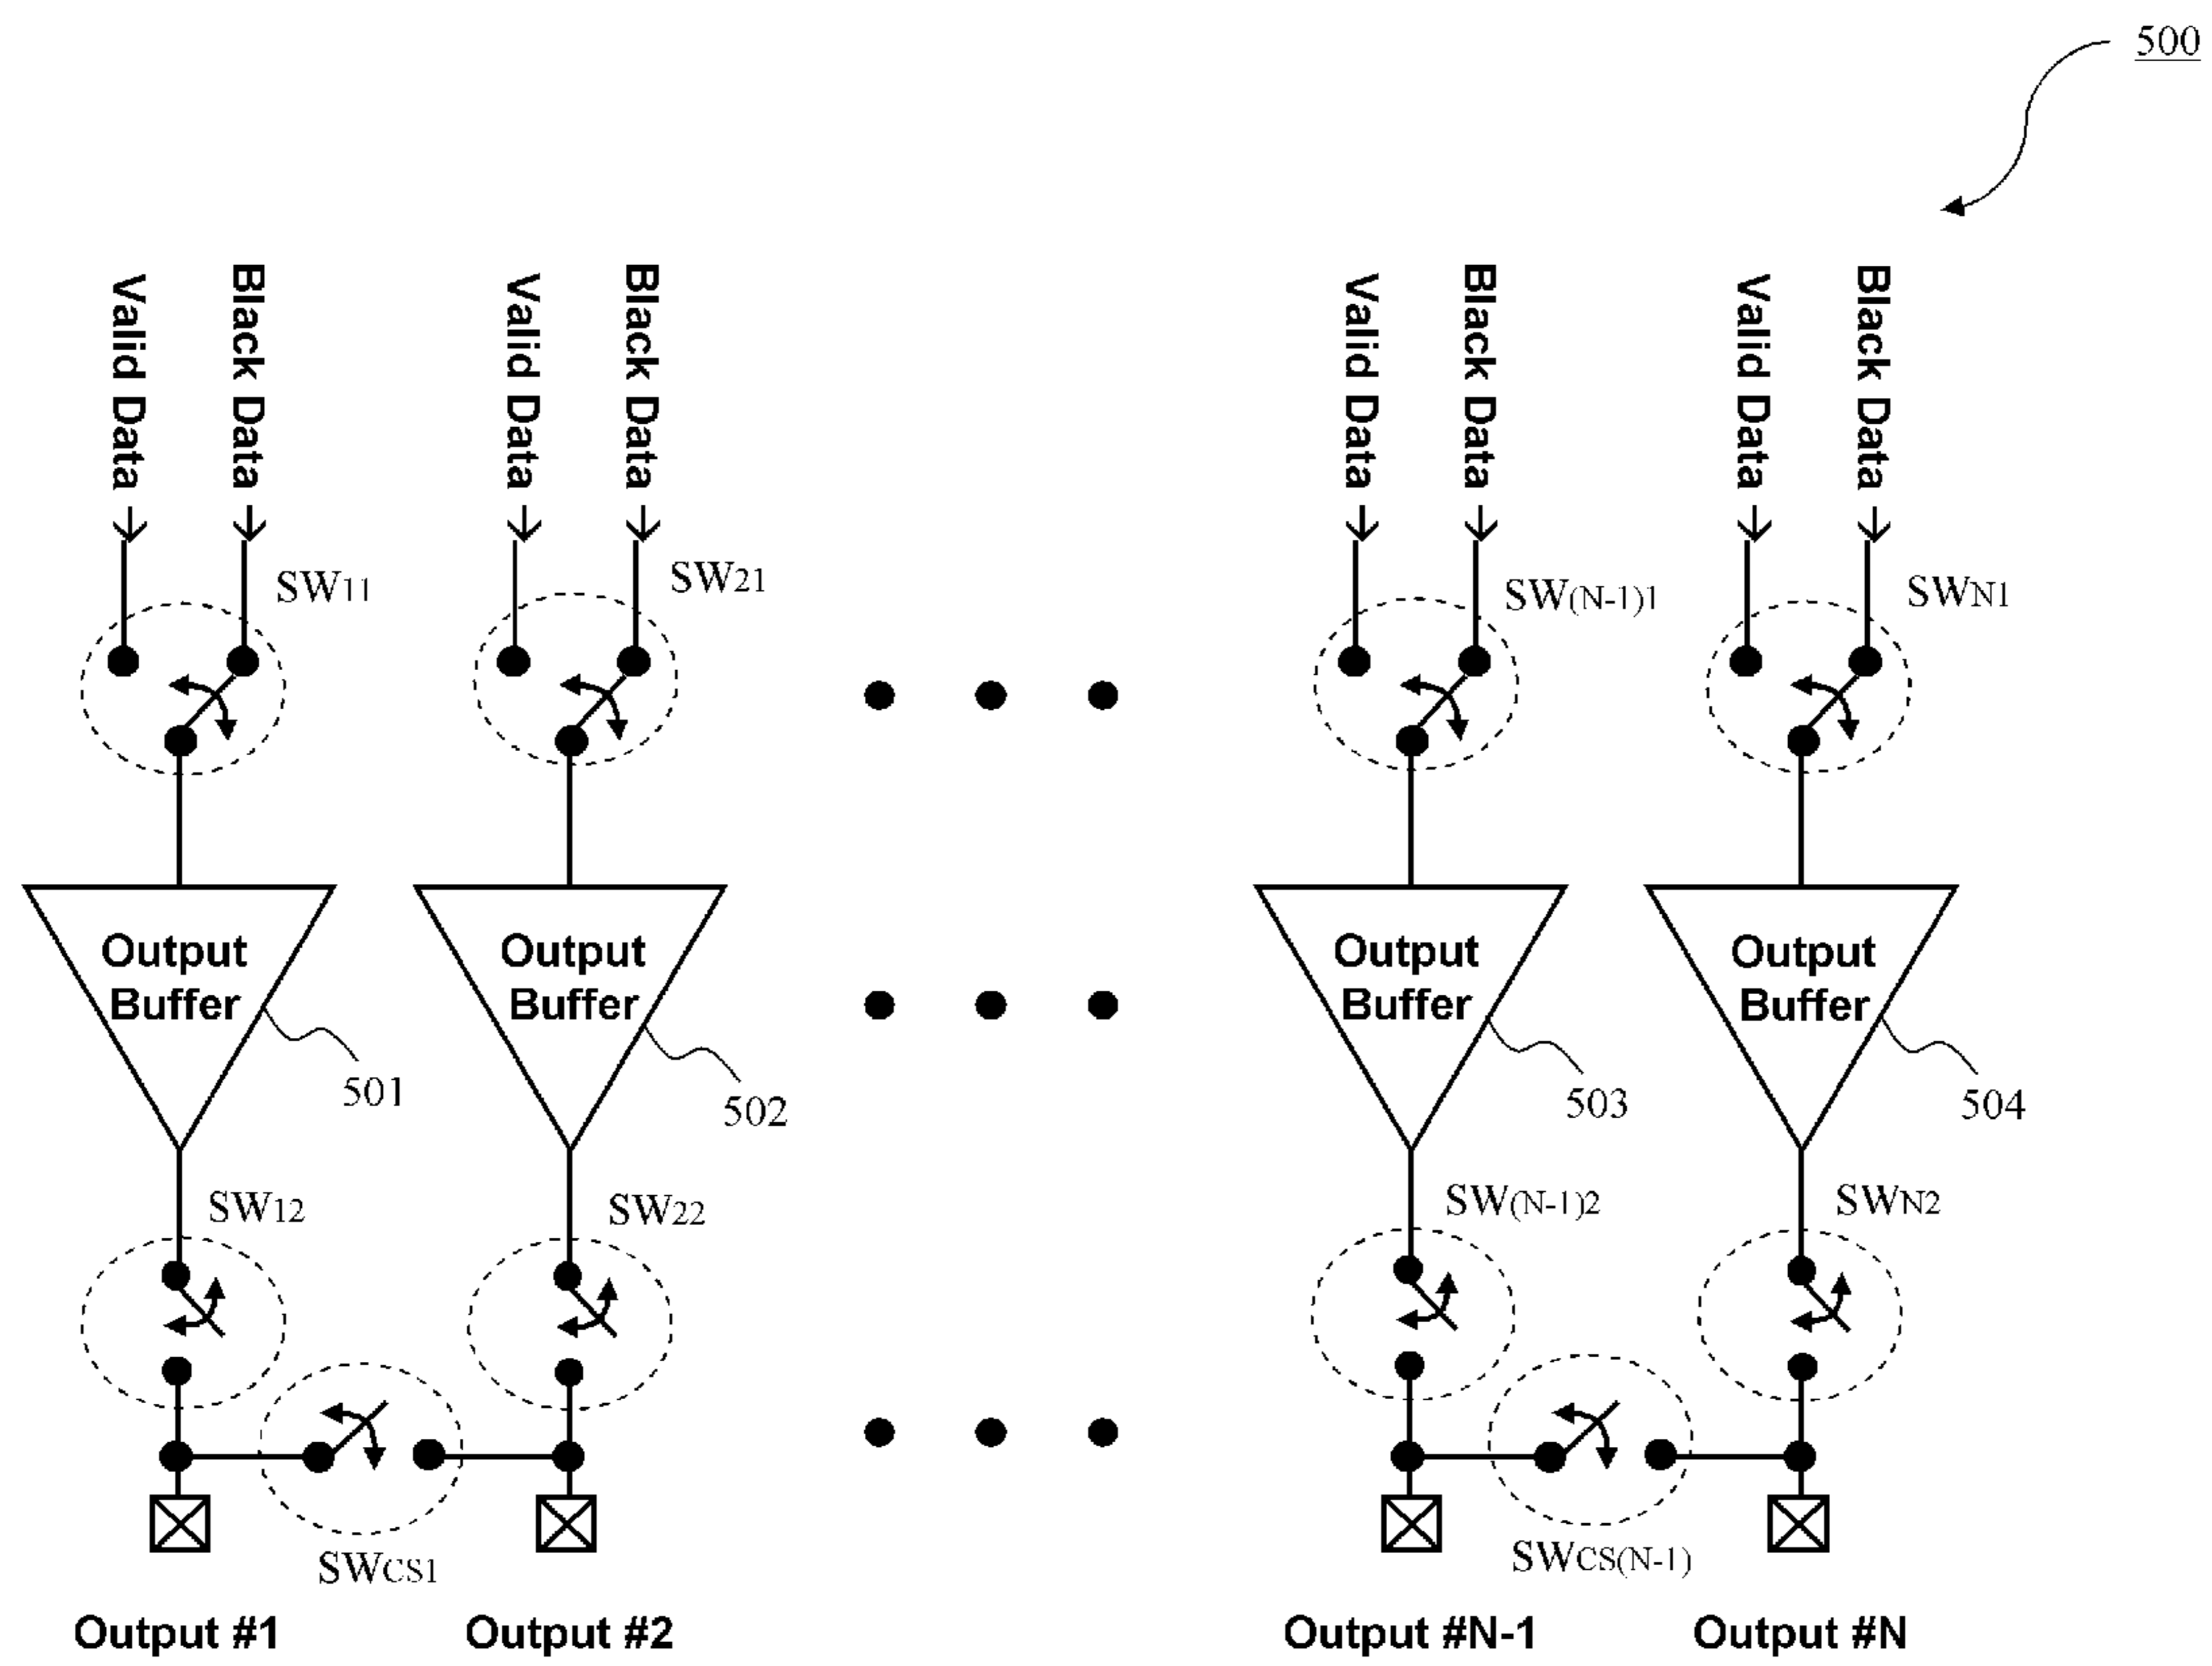 500
Valid Data
Black Data
Valid Data
Black Data
Valid Data
Black Data
Valid Data
Black Data
SW11
SW21
SW(N-1)1
SWN1
Output
Buffer
Output
Buffer
Output
Buffer
Output
Buffer
501
502
503
504
SW12
SW22
SW(N-1)2
SWN2
SWCS1
SWCS(N-1)
Output #1
Output #2
Output #N-1
Output #N